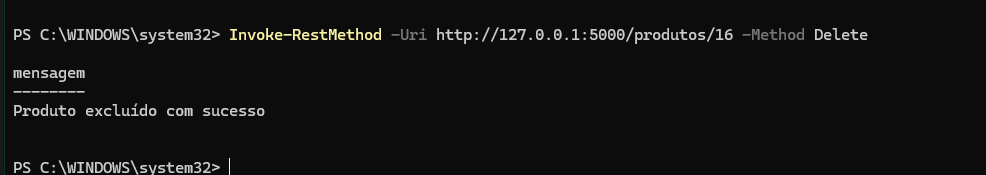 PS C:\WINDOWS\system32> Invoke-RestMethod -Uri http://127.0.0.1:5000/produtos/16 -Method Delete
mensagem
--------
Produto excluído com sucesso
PS C:\WINDOWS\system32>